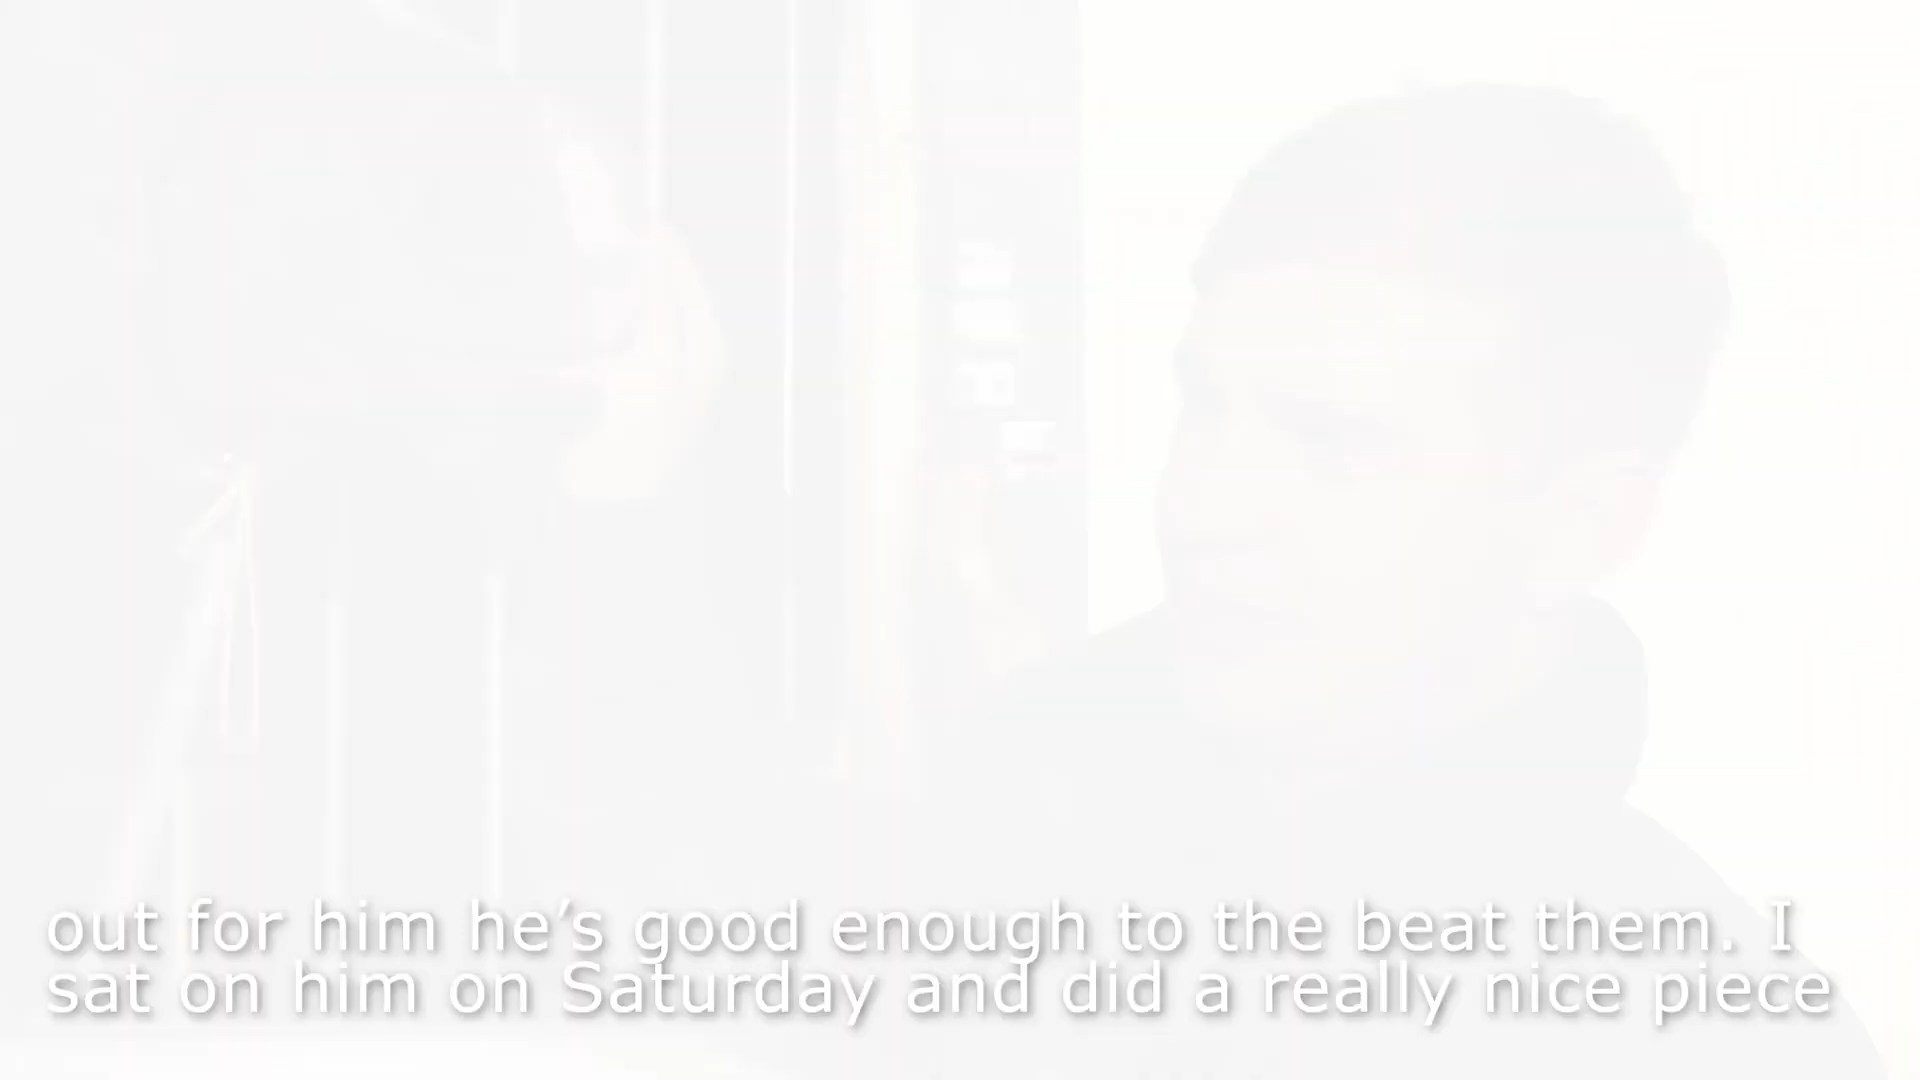 out for him he’s good enough to the beat them. I
sat on him on Saturday and did a really nice piece